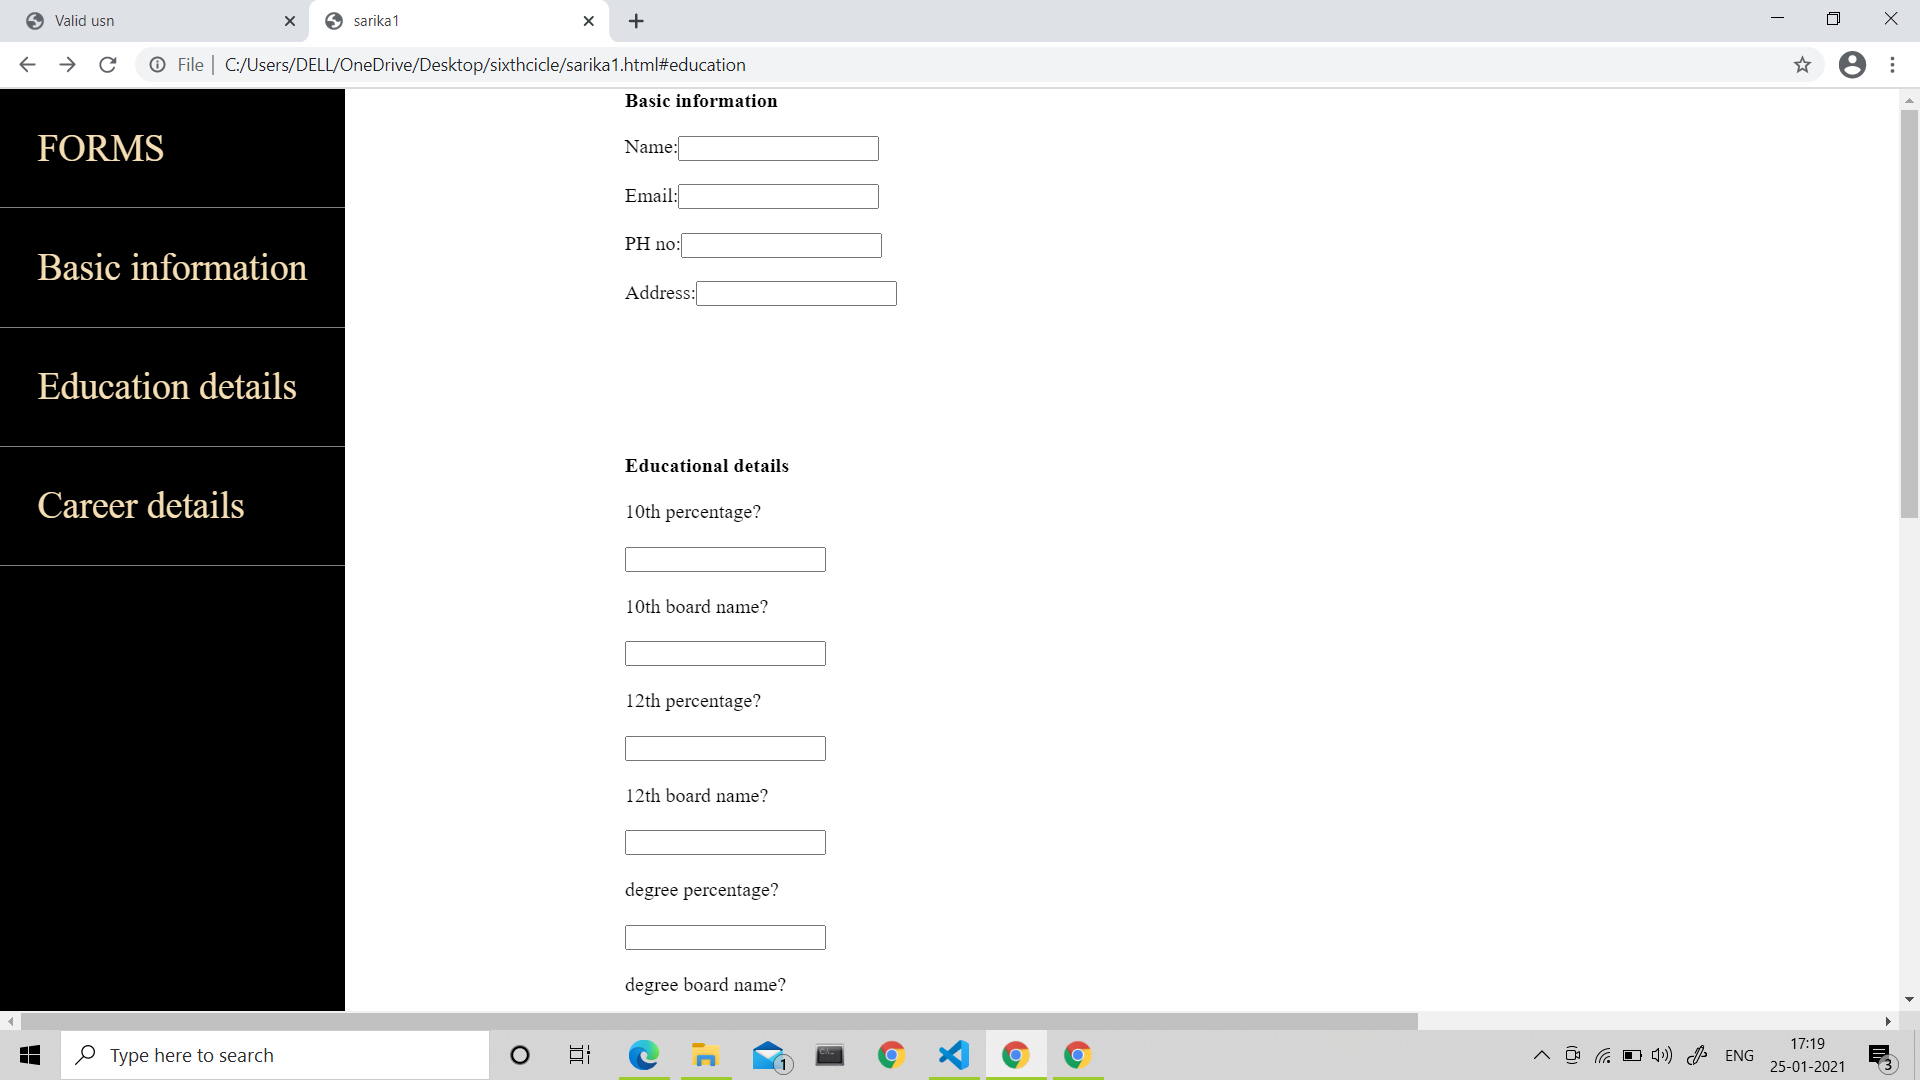 Valid usn
sarika1
File
C:/Users/DELL/OneDrive/Desktop/sixthcicle/sarika1.html#education
FORMS
Basic information
Education details
Career details
Basic information
Name:
Email:
PH no:
Address:
Educational details
10th percentage?
10th board name?
12th percentage?
12th board name?
degree percentage?
degree board name?
Type here to search
1
ENG
17:19
25-01-2021
3